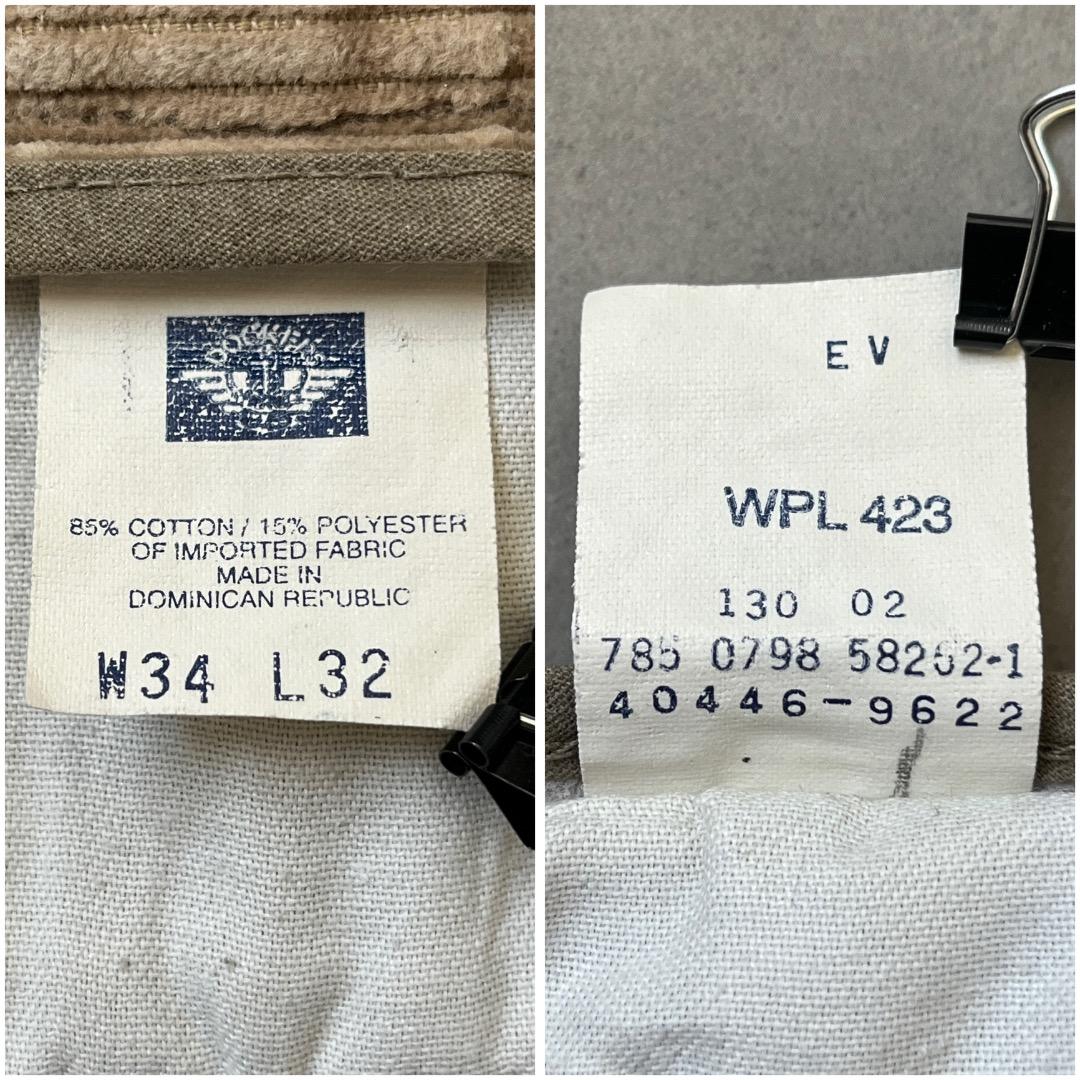 DOCKERS
85% COTTON / 15% POLYESTER
OF IMPORTED FABRIC
MADE IN
DOMINICAN REPUBLIC
W34 L32
E V
WPL 423
130 02
785 0798 58262-1
40446-9622